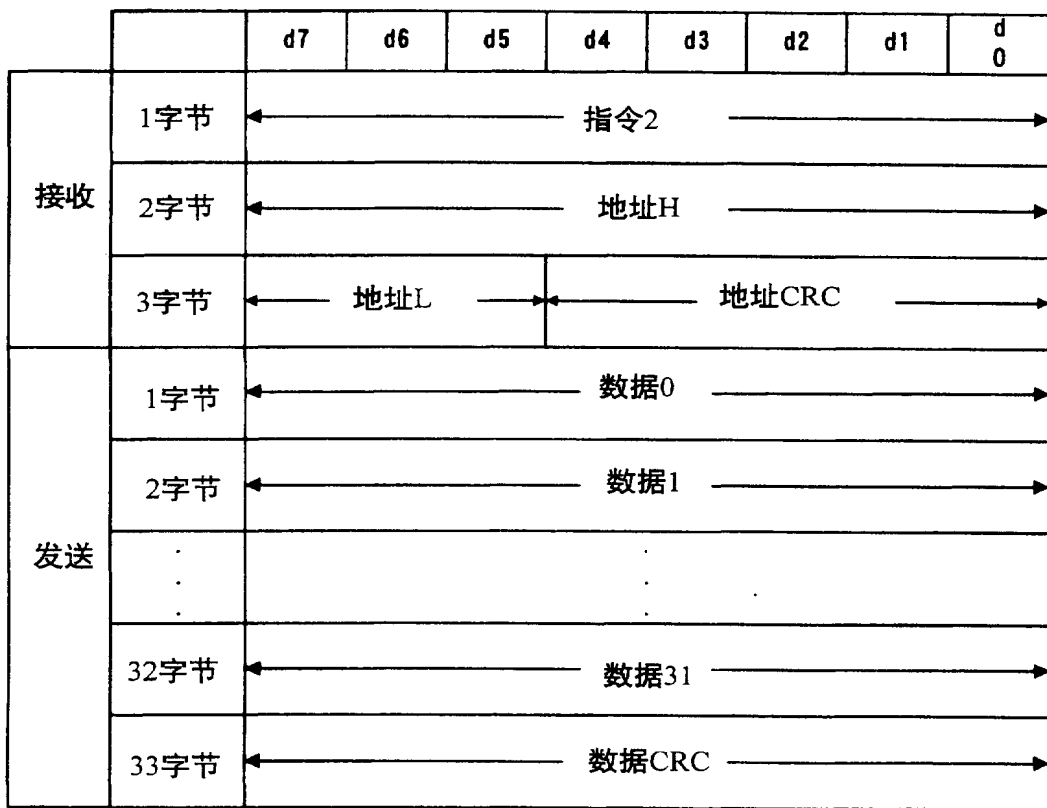 d7 d6 d5 d4 d3 d2 d1 d0
接收
1字节 指令2
2字节 地址H
3字节 地址L 地址CRC
发送
1字节 数据0
2字节 数据1
32字节 数据31
33字节 数据CRC